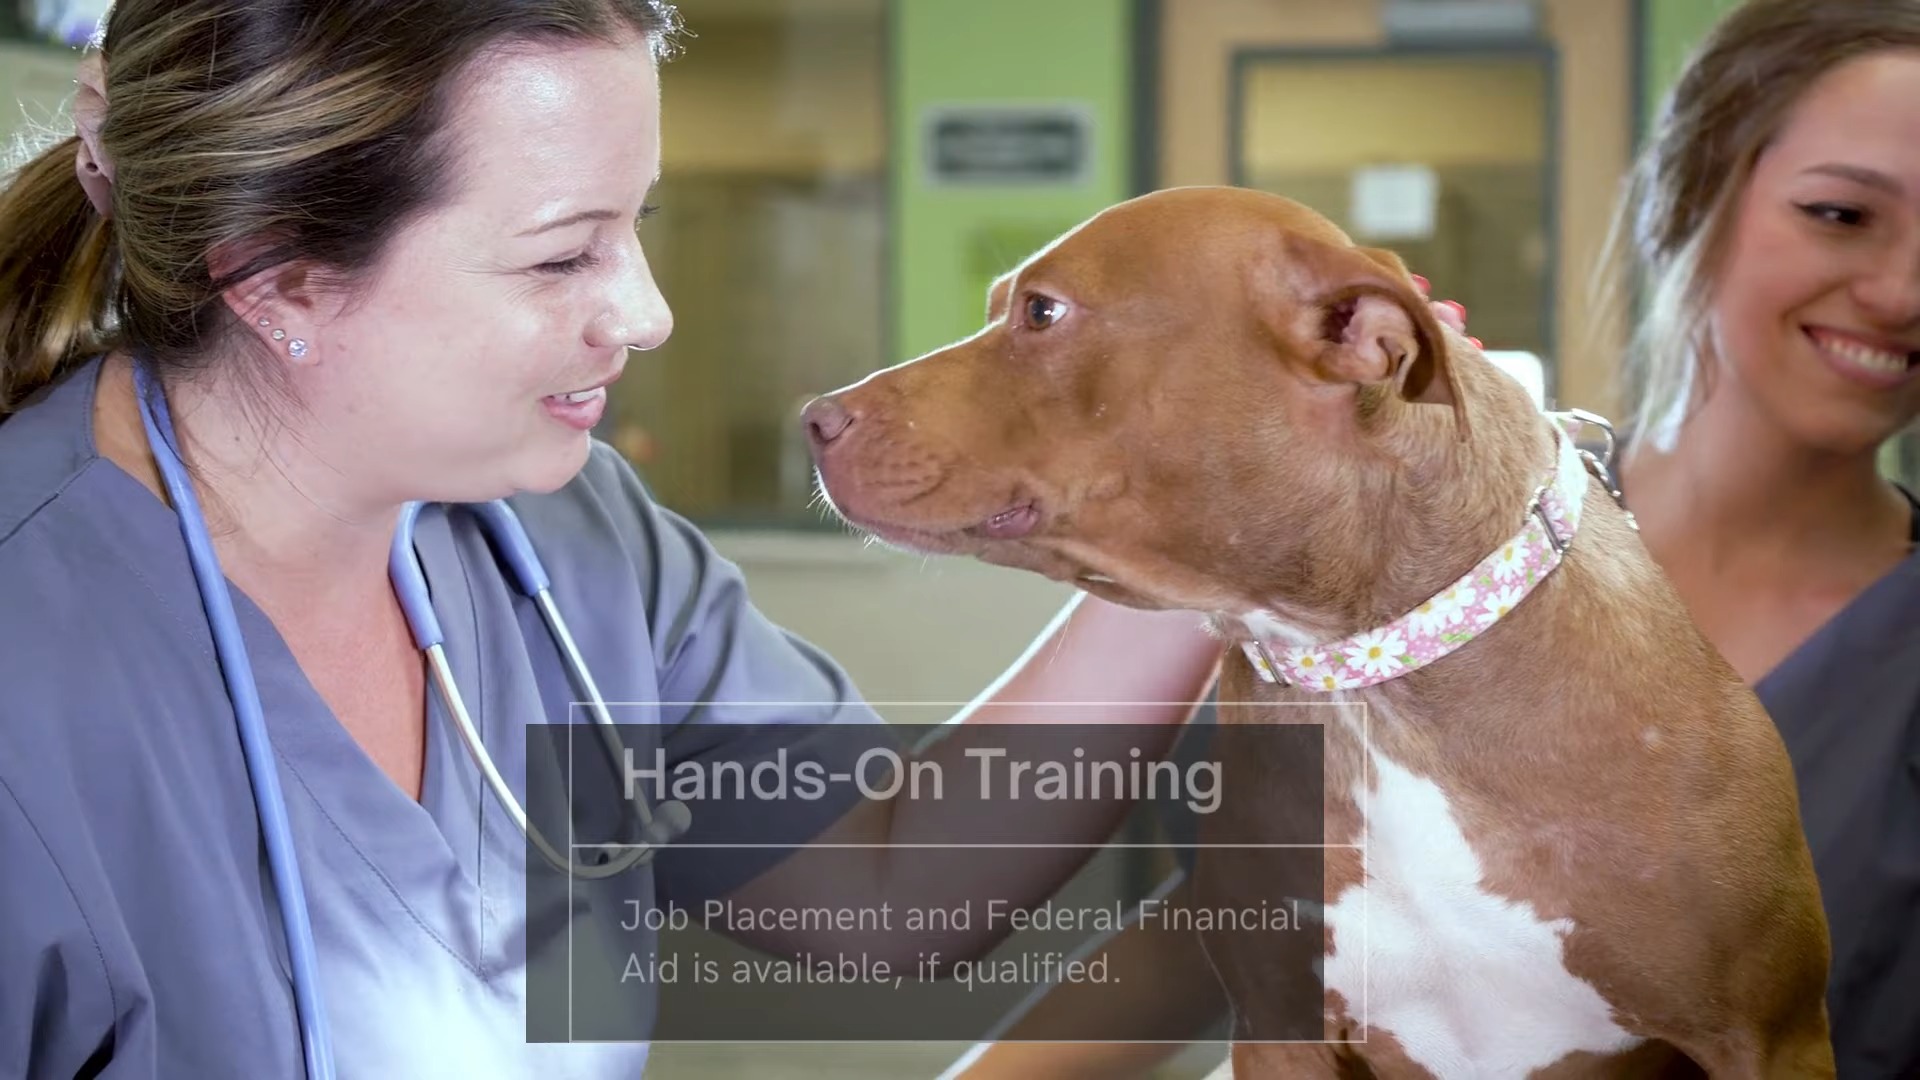 Hands-On Training
Job Placement and Federal Financial
Aid is available, if qualified.